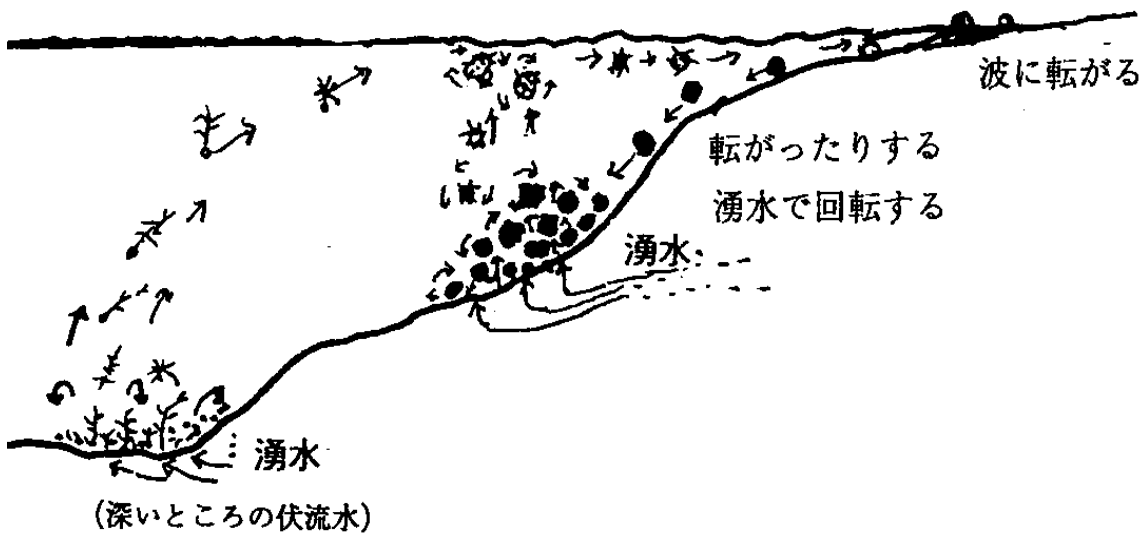 波に転がる
転がったりする
湧水で回転する
湧水
湧水
(深いところの伏流水)